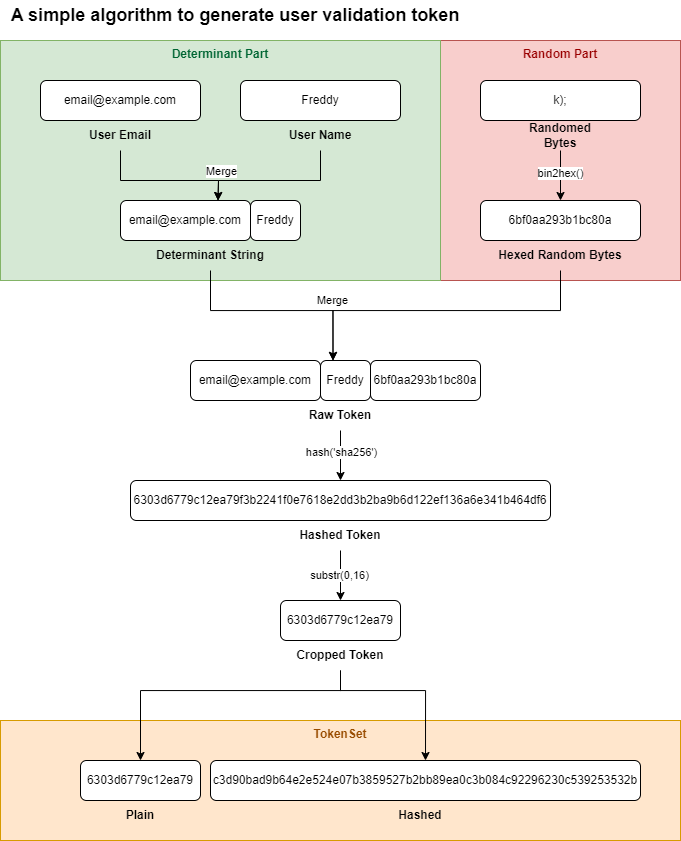 A simple algorithm to generate user validation token
Determinant Part
Random Part
email@example.com
Freddy
k);
User Email
User Name
Randomed
Bytes
Merge
bin2hex()
email@example.com
Freddy
6bf0aa293b1bc80a
Determinant String
Hexed Random Bytes
Merge
email@example.com
Freddy
6bf0aa293b1bc80a
Raw Token
hash('sha256')
6303d6779c12ea79f3b2241f0e7618e2dd3b2ba9b6d122ef136a6e341b464df6
Hashed Token
substr(0,16)
6303d6779c12ea79
Cropped Token
Token Set
6303d6779c12ea79
c3d90bad9b64e2e524e07b3859527b2bb89ea0c3b084c92296230c539253532b
Plain
Hashed